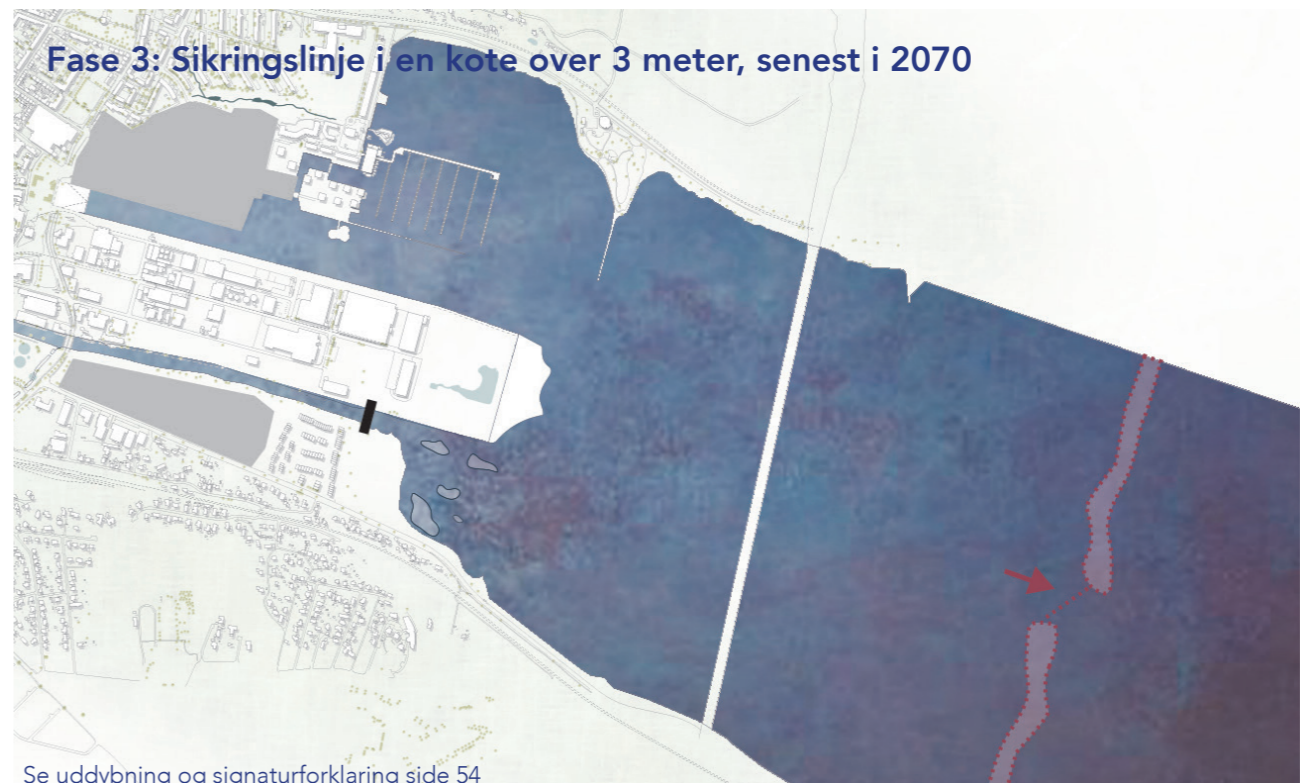 Fase 3: Sikringslinje i en kote over 3 meter, senest i 2070
Se uddybning og signaturforklaring side 54